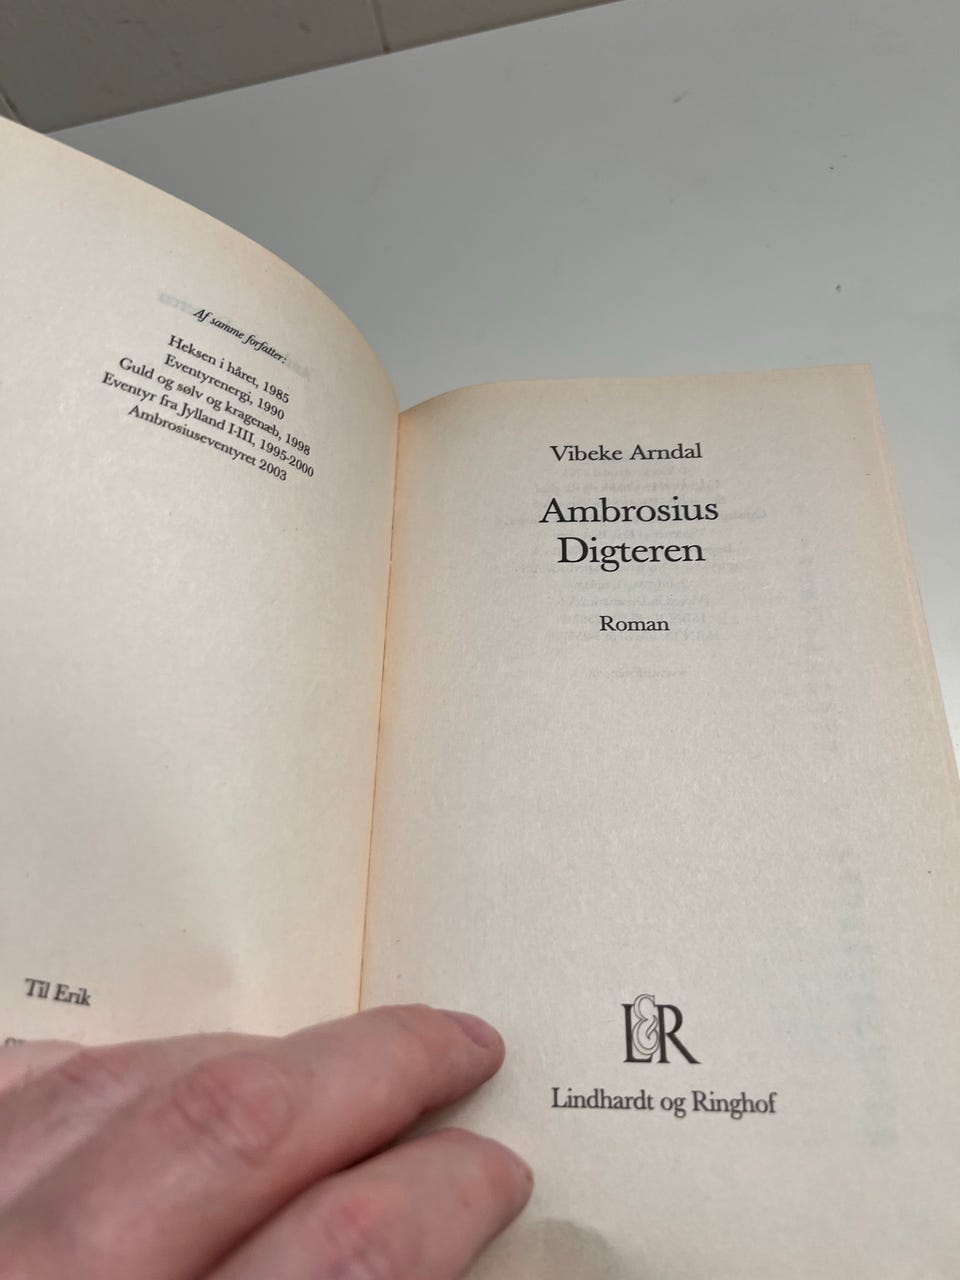 Af samme forfatter:
Heksen i håret, 1985
Eventyrenergi, 1990
Guld og sølv og kragenæb, 1998
Eventyr fra Jylland I-III, 1995-2000
Ambrosiuseventyret 2003
Til Erik
Vibeke Arndal
Ambrosius
Digteren
Roman
L&R
Lindhardt og Ringhof